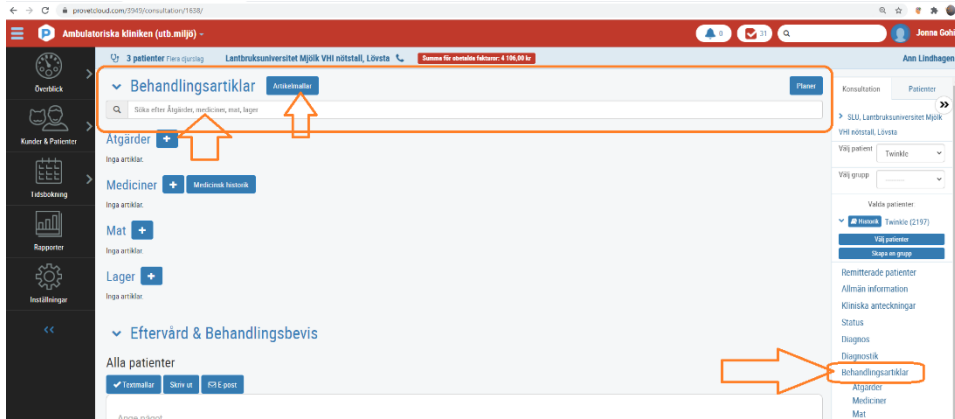 provetcloud.com/3949/consultation/1638/
Ambulatoriska kliniken (utb.miljö)
0
31
Jonna Gohi
3 patienter Flera djurslag Lantbruksuniversitet Mjölk VHI nötstall, Lövsta Summa för obetalda fakturor: 4 106,00 kr Ann Lindhagen
Överblick
Kunder & Patienter
Tidsbokning
Rapporter
Inställningar
<<
Behandlingsartiklar Artikelmallar Planer
Söka efter Åtgärder, mediciner, mat, lager
Åtgärder +
Inga artiklar.
Mediciner + Medicinsk historik
Inga artiklar.
Mat +
Inga artiklar.
Lager +
Inga artiklar.
Eftervård & Behandlingsbevis
Alla patienter
Textmallar Skriv ut E-post
Ange något
Konsultation Patienter
>>
> SLU, Lantbruksuniversitet Mjölk
VHI nötstall, Lövsta
Välj patient Twinkle
Välj grupp --------
Valda patienter
Historik Twinkle (2197)
Välj patienter
Skapa en grupp
Remitterade patienter
Allmän information
Kliniska anteckningar
Status
Diagnos
Diagnostik
Behandlingsartiklar
Åtgärder
Mediciner
Mat